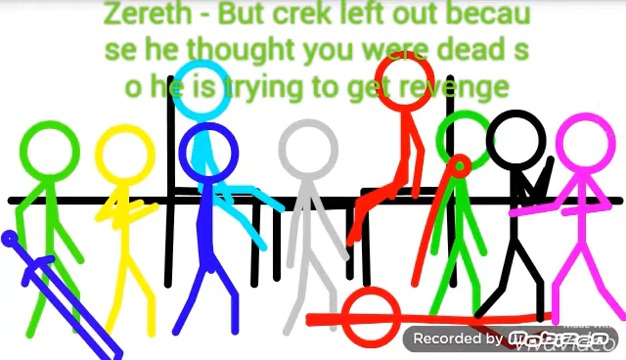 Zereth - But crek left out becau
se he thought you were dead s
o he is trying to get revenge
Recorded by
VivaVideo